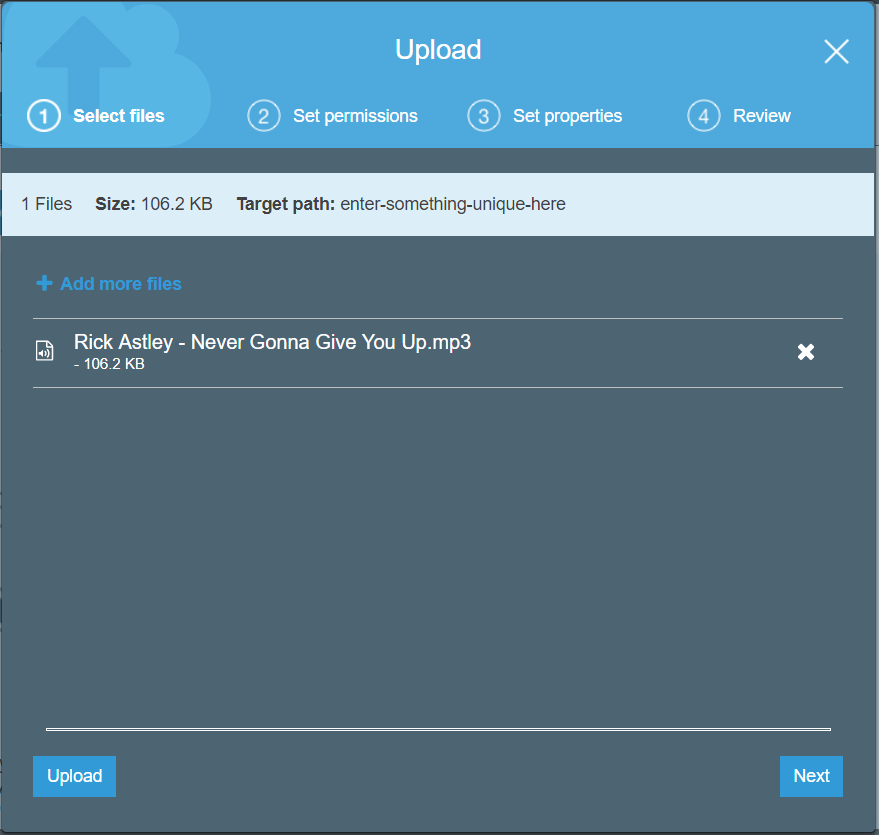 Upload
1 Select files 2 Set permissions 3 Set properties 4 Review
1 Files Size: 106.2 KB Target path: enter-something-unique-here
Add more files
Rick Astley - Never Gonna Give You Up.mp3
- 106.2 KB
Upload Next